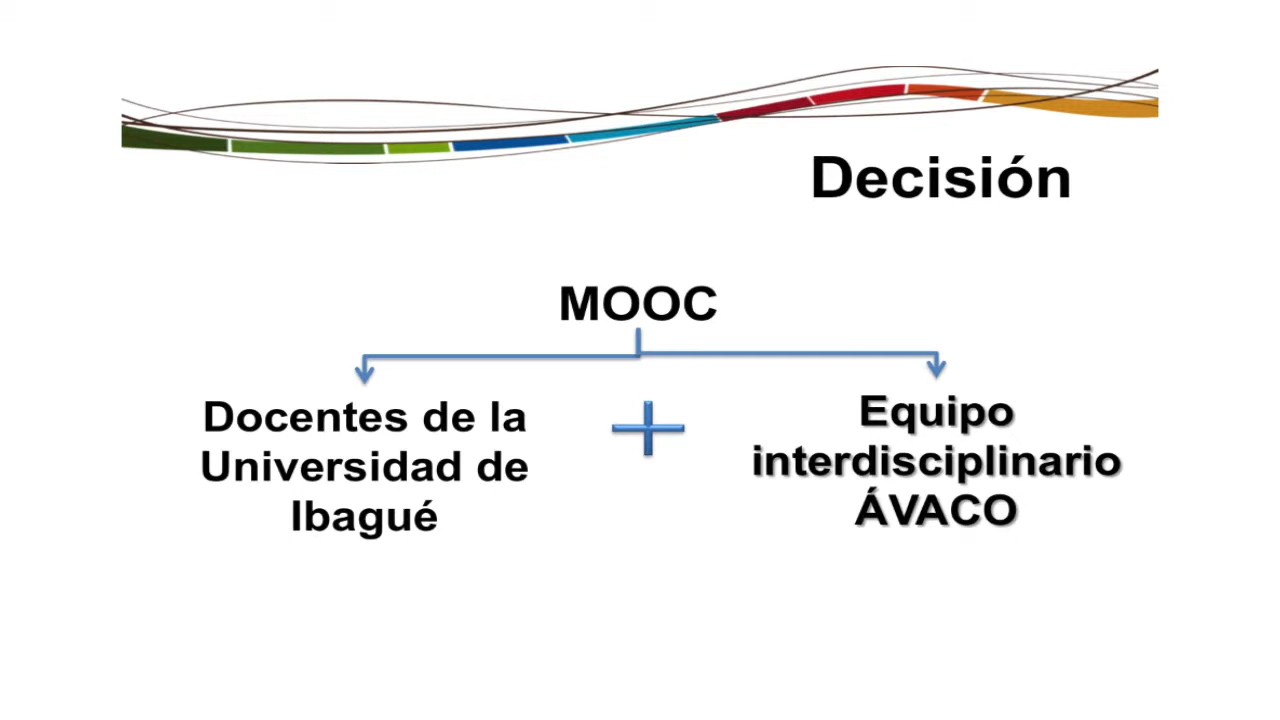 Decisión
MOOC
Docentes de la
Universidad de
Ibagué
Equipo
interdisciplinario
ÁVACO